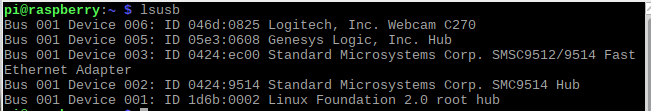 pi@raspberry:~ $ lsusb
Bus 001 Device 006: ID 046d:0825 Logitech, Inc. Webcam C270
Bus 001 Device 005: ID 05e3:0608 Genesys Logic, Inc. Hub
Bus 001 Device 003: ID 0424:ec00 Standard Microsystems Corp. SMSC9512/9514 Fast
Ethernet Adapter
Bus 001 Device 002: ID 0424:9514 Standard Microsystems Corp. SMC9514 Hub
Bus 001 Device 001: ID 1d6b:0002 Linux Foundation 2.0 root hub